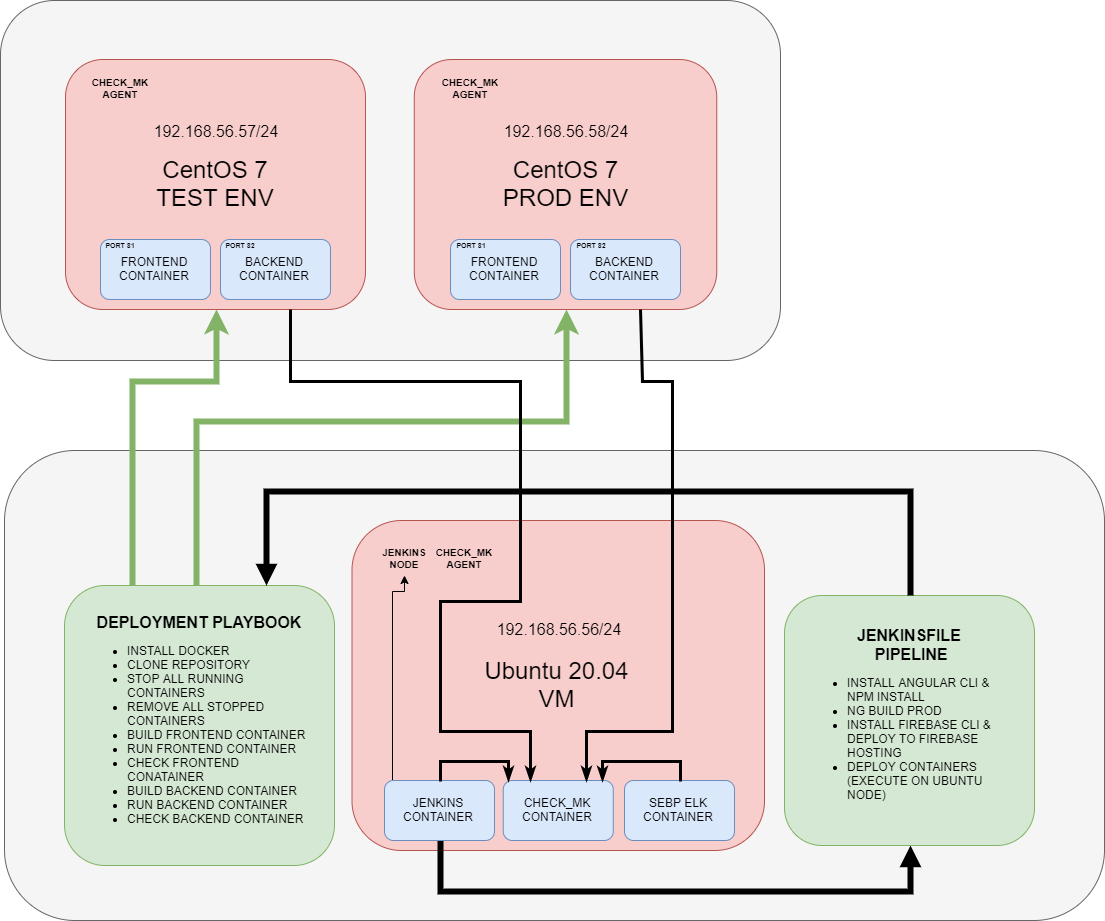 CHECK_MK
AGENT
192.168.56.57/24
CentOS 7
TEST ENV
PORT 81
FRONTEND
CONTAINER
PORT 82
BACKEND
CONTAINER
CHECK_MK
AGENT
192.168.56.58/24
CentOS 7
PROD ENV
PORT 81
FRONTEND
CONTAINER
PORT 82
BACKEND
CONTAINER
DEPLOYMENT PLAYBOOK
• INSTALL DOCKER
• CLONE REPOSITORY
• STOP ALL RUNNING
CONTAINERS
• REMOVE ALL STOPPED
CONTAINERS
• BUILD FRONTEND CONTAINER
• RUN FRONTEND CONTAINER
• CHECK FRONTEND
CONATAINER
• BUILD BACKEND CONTAINER
• RUN BACKEND CONTAINER
• CHECK BACKEND CONTAINER
JENKINS
NODE
CHECK_MK
AGENT
192.168.56.56/24
Ubuntu 20.04
VM
JENKINS
CONTAINER
CHECK_MK
CONTAINER
SEBP ELK
CONTAINER
JENKINSFILE
PIPELINE
• INSTALL ANGULAR CLI &
NPM INSTALL
• NG BUILD PROD
• INSTALL FIREBASE CLI &
DEPLOY TO FIREBASE
HOSTING
• DEPLOY CONTAINERS
(EXECUTE ON UBUNTU
NODE)